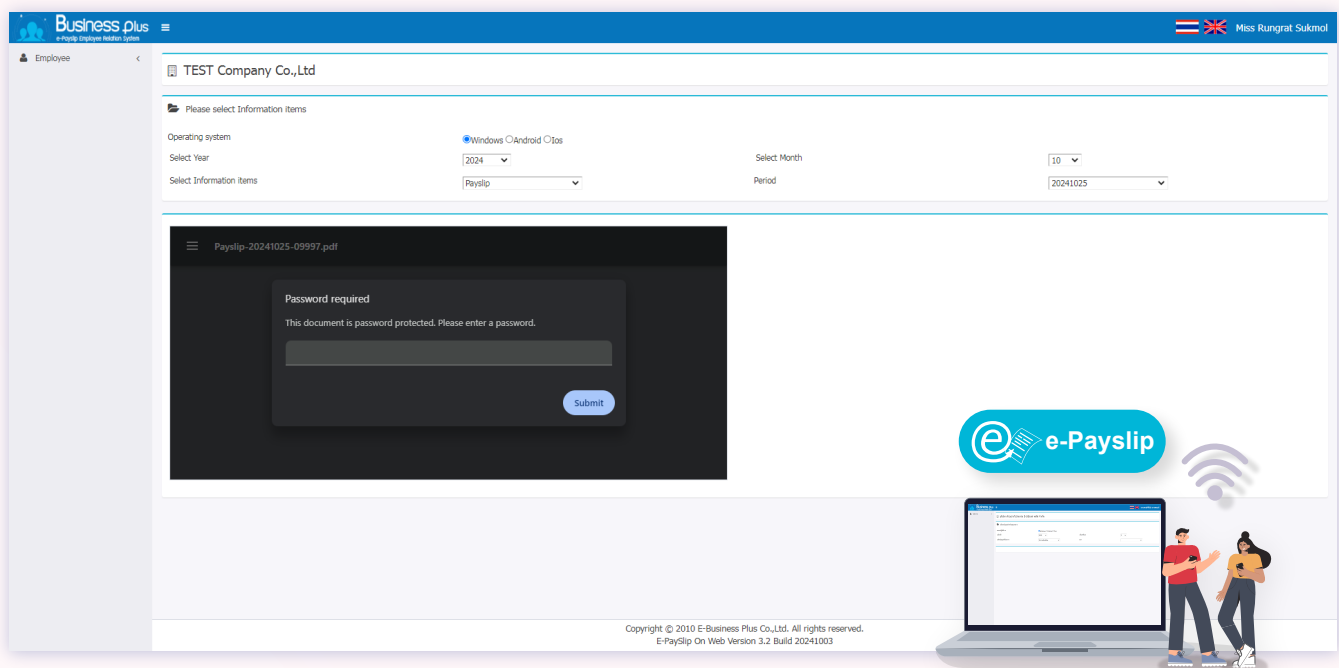 Business Plus
e-Payslip Employee Relation System
Miss Rungrat Sukmol
Employee
TEST Company Co.,Ltd
Please select Information items
Operating system
Windows Android Ios
Select Year
2024
Select Month
10
Select Information items
Payslip
Period
20241025
Payslip-20241025-09997.pdf
Password required
This document is password protected. Please enter a password.
Submit
e e-Payslip
Copyright © 2010 E-Business Plus Co.,Ltd. All rights reserved.
E-PaySlip On Web Version 3.2 Build 20241003